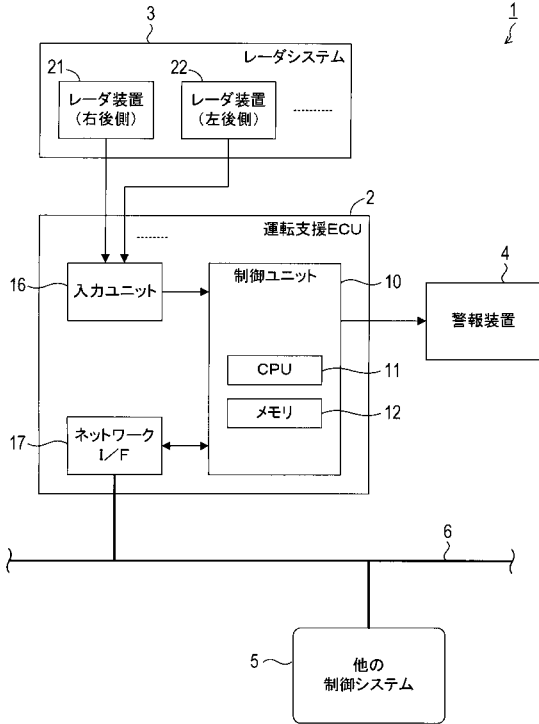 1
3
レーダシステム
21
22
レーダ装置
(右後側)
レーダ装置
(左後側)
2
運転支援ECU
16
入力ユニット
制御ユニット
10
4
警報装置
CPU
11
メモリ
12
17
ネットワーク
I/F
6
5
他の
制御システム